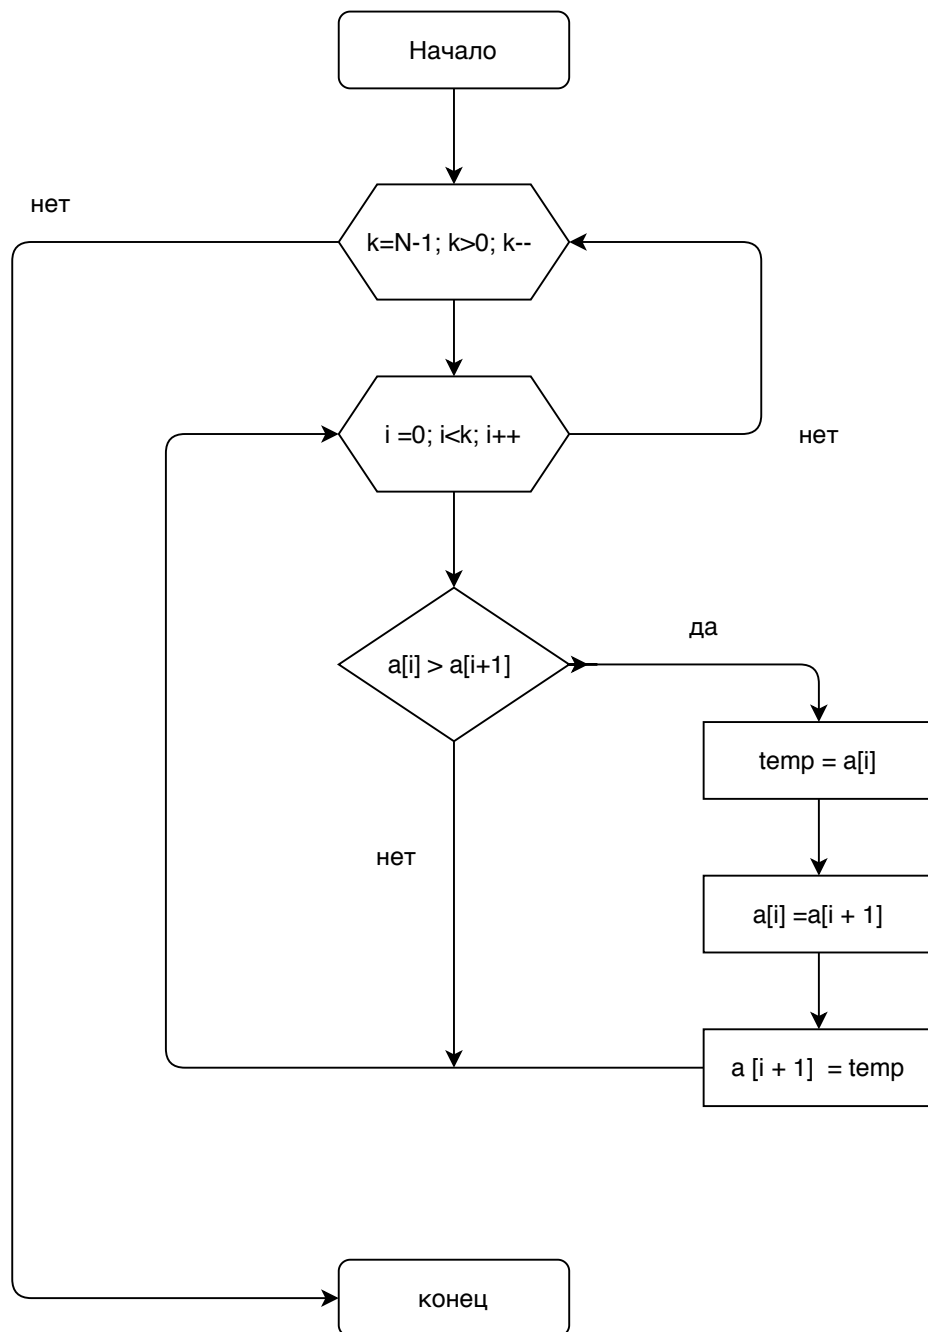 Начало
нет
k=N-1; k>0; k--
i =0; i<k; i++
нет
да
a[i] > a[i+1]
temp = a[i]
нет
a[i] =a[i + 1]
a [i + 1]  = temp
конец